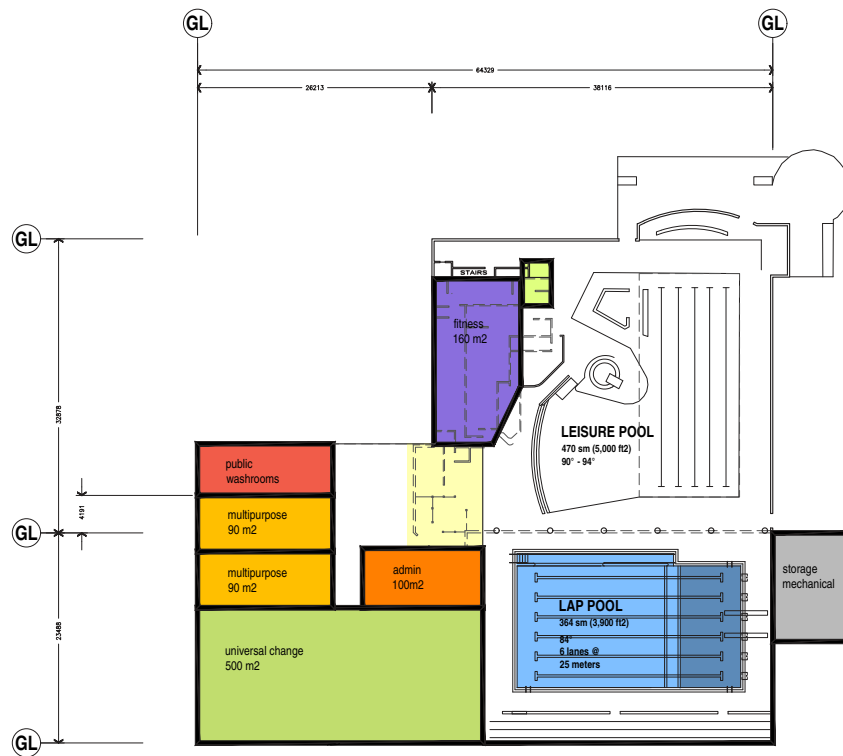 GL
GL
64329
26213
38116
GL
STAIRS
fitness
160 m2
32878
LEISURE POOL
470 sm (5,000 ft2)
90° - 94°
public
washrooms
4191
multipurpose
90 m2
GL
multipurpose
90 m2
admin
100m2
storage
mechanical
LAP POOL
364 sm (3,900 ft2)
84°
6 lanes @
25 meters
23488
universal change
500 m2
GL